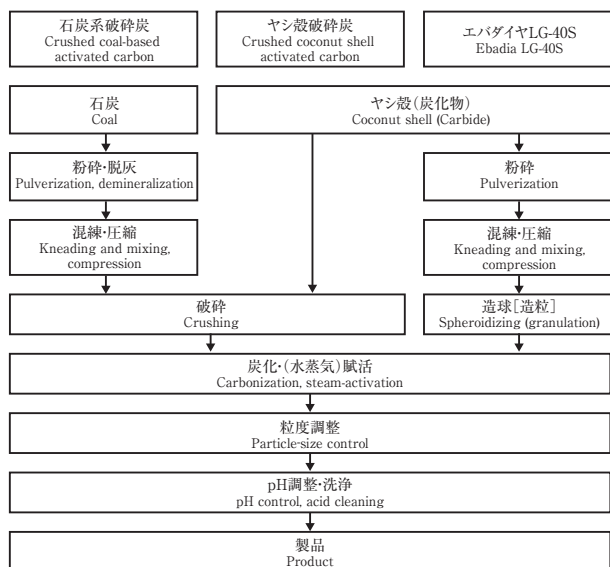 石炭系破砕炭
Crushed coal-based
activated carbon
ヤシ殻破砕炭
Crushed coconut shell
activated carbon
エバダイヤLG-40S
Ebadia LG-40S
石炭
Coal
ヤシ殻（炭化物）
Coconut shell (Carbide)
粉砕・脱灰
Pulverization, demineralization
粉砕
Pulverization
混練・圧縮
Kneading and mixing,
compression
混練・圧縮
Kneading and mixing,
compression
破砕
Crushing
造球［造粒］
Spheroidizing (granulation)
炭化・（水蒸気）賦活
Carbonization, steam-activation
粒度調整
Particle-size control
pH調整・洗浄
pH control, acid cleaning
製品
Product